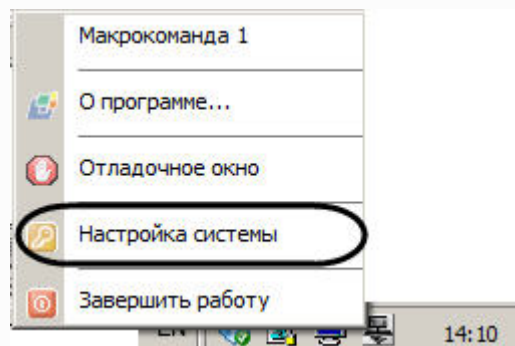 Макрокоманда 1
О программе...
Отладочное окно
Настройка системы
Завершить работу
EN 14:10